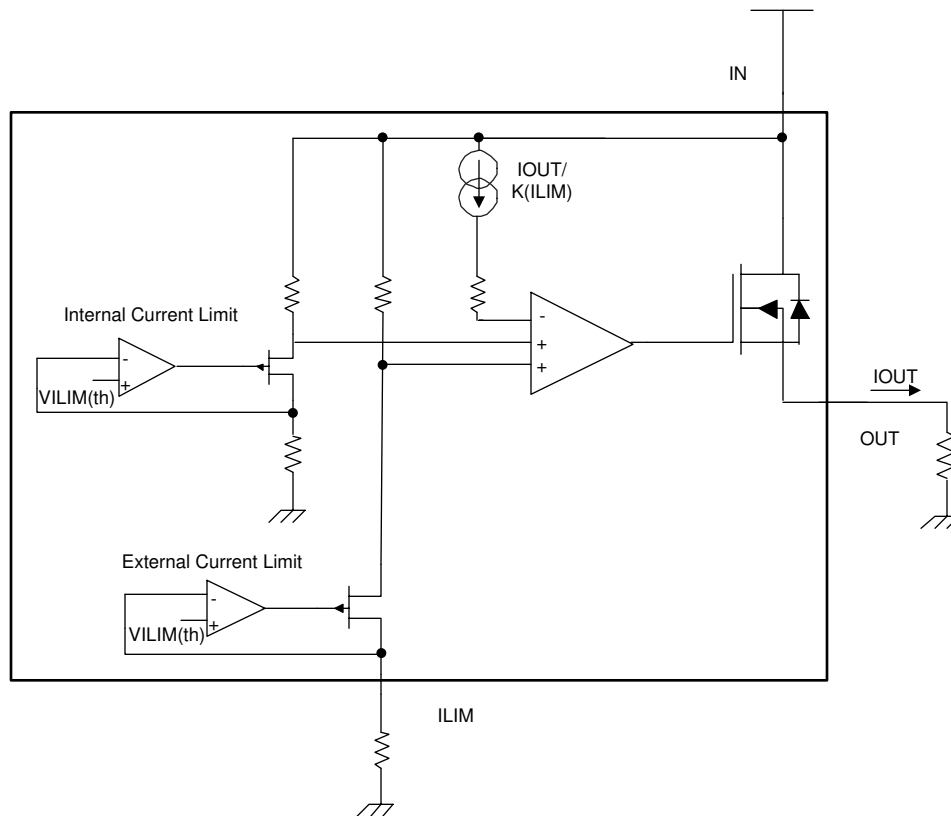 IN
IOUT/
K(ILIM)
Internal Current Limit
-
+
VILIM(th)
-
+
+
IOUT
OUT
External Current Limit
-
+
VILIM(th)
ILIM